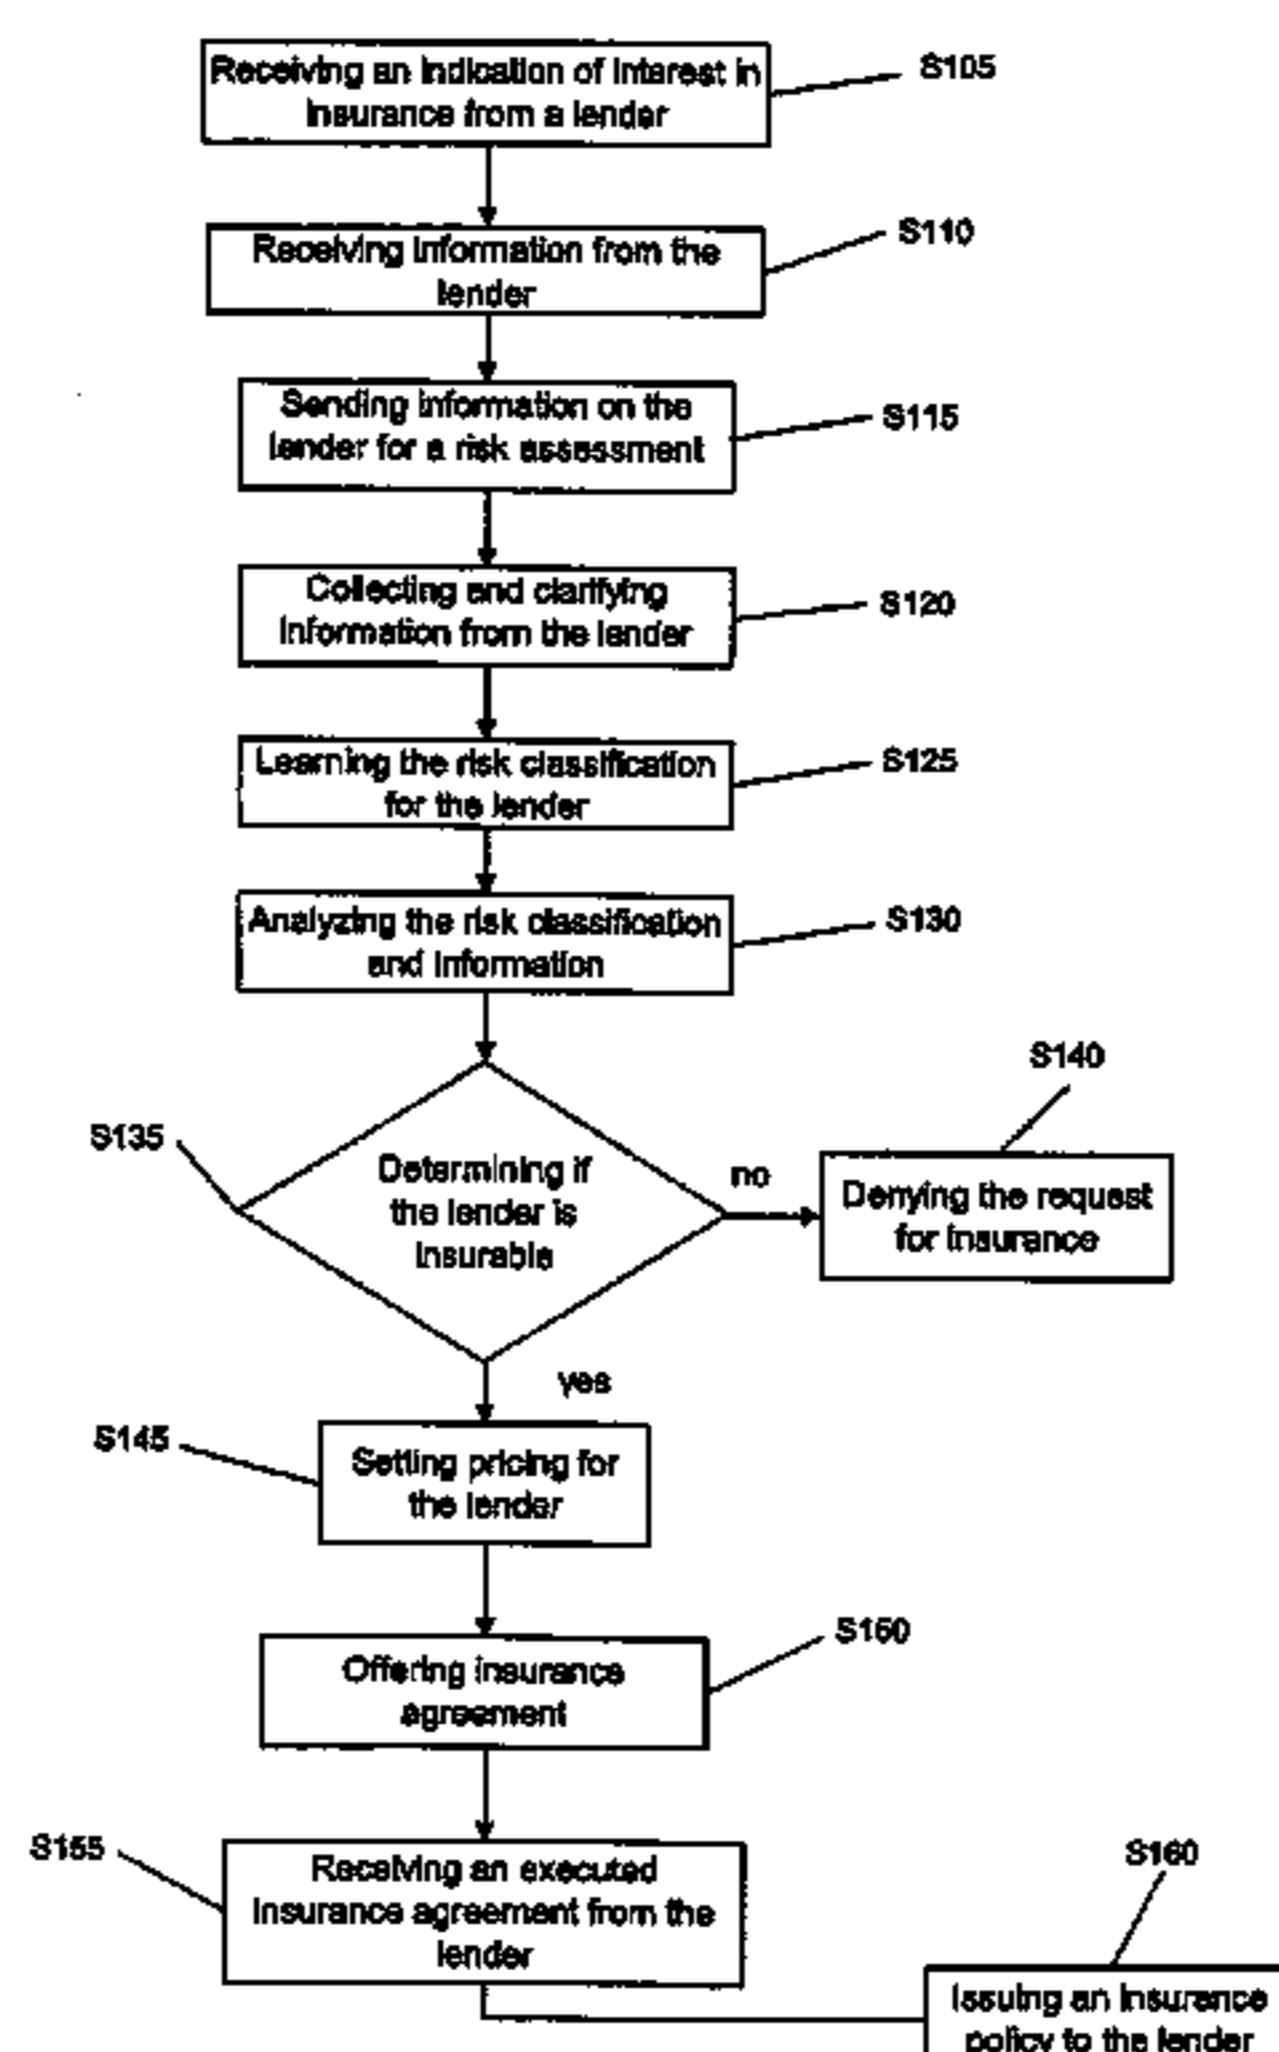 Receiving an indication of interest in
insurance from a lender
S105
Receiving information from the
lender
S110
Sending information on the
lender for a risk assessment
S115
Collecting and clarifying
information from the lender
S120
Learning the risk classification
for the lender
S125
Analyzing the risk classification
and information
S130
S135
Determining if
the lender is
insurable
no
S140
Denying the request
for insurance
yes
S145
Setting pricing for
the lender
Offering insurance
agreement
S150
S155
Receiving an executed
insurance agreement from the
lender
S160
Issuing an insurance
policy to the lender